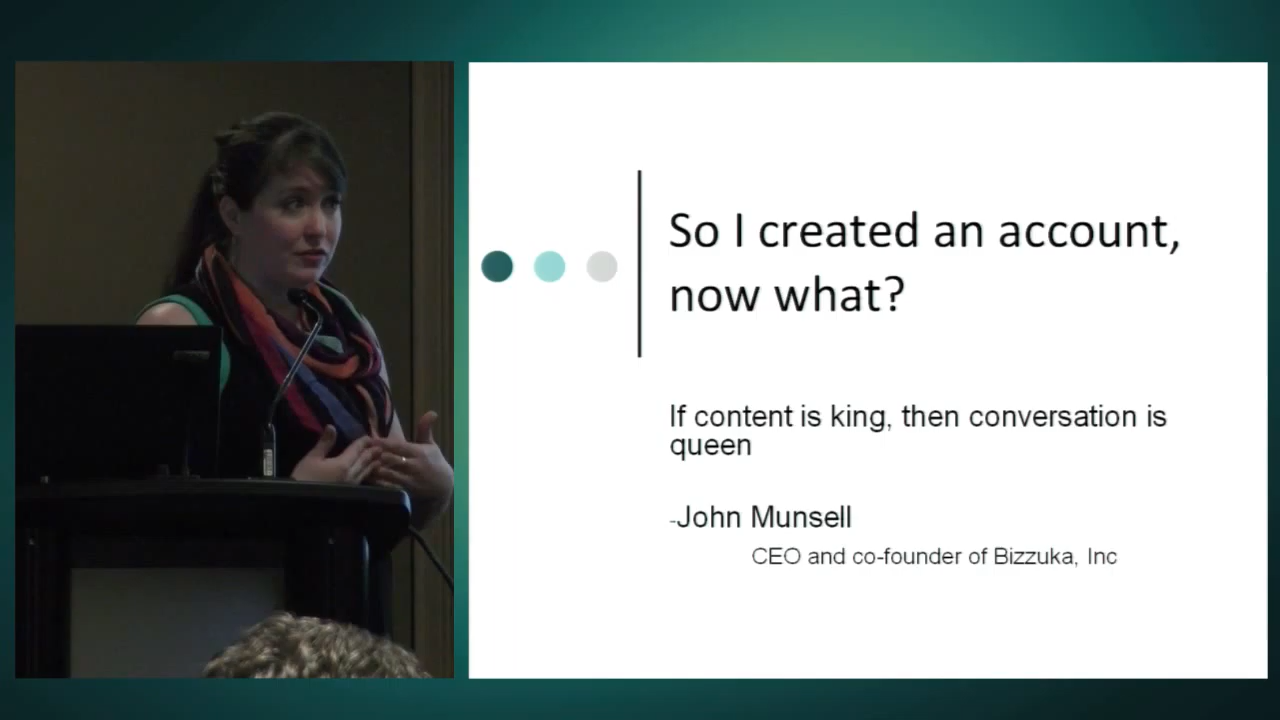 So I created an account,
now what?
If content is king, then conversation is
queen
-John Munsell
CEO and co-founder of Bizzuka, Inc